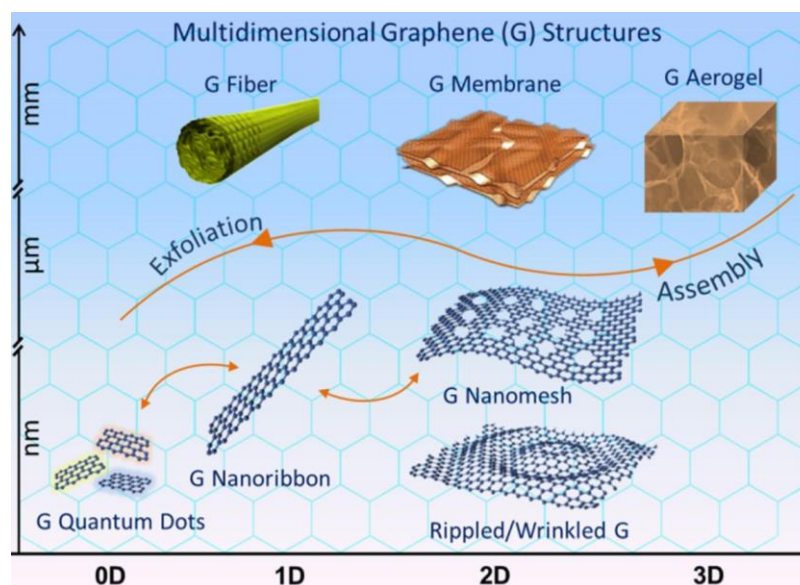 Multidimensional Graphene (G) Structures
G Fiber
G Membrane
G Aerogel
mm
μm
nm
Exfoliation
Assembly
G Nanomesh
G Nanoribbon
G Quantum Dots
Rippled/Wrinkled G
0D
1D
2D
3D